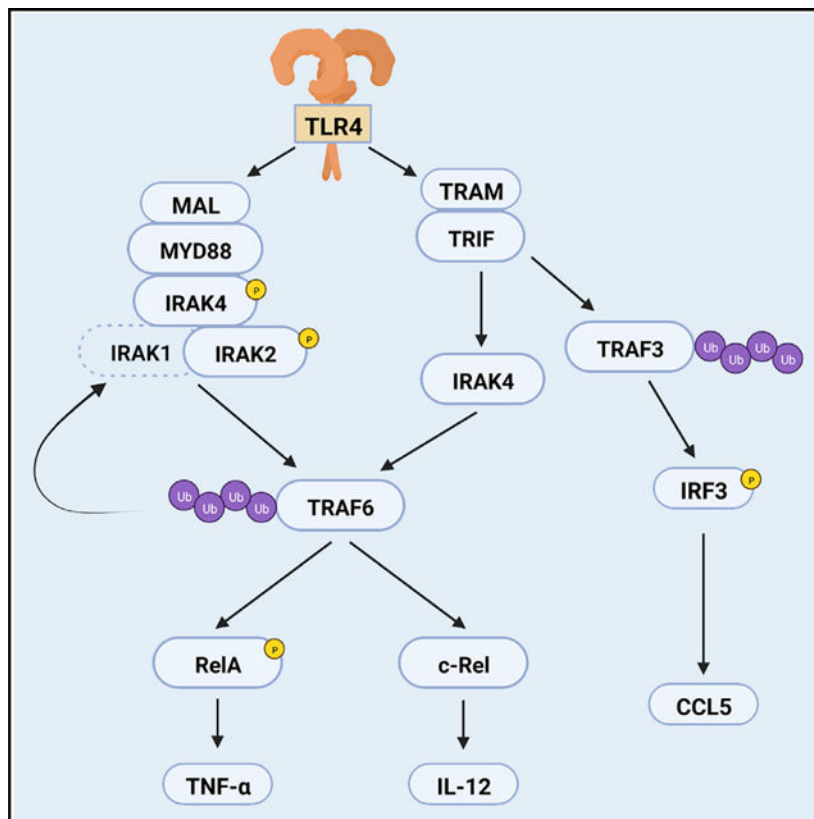 TLR4
MAL
TRAM
MYD88
TRIF
IRAK4
P
IRAK1
IRAK2
P
IRAK4
TRAF3
Ub
Ub
Ub
Ub
Ub
Ub
Ub
Ub
TRAF6
IRF3
P
RelA
P
c-Rel
CCL5
TNF-α
IL-12